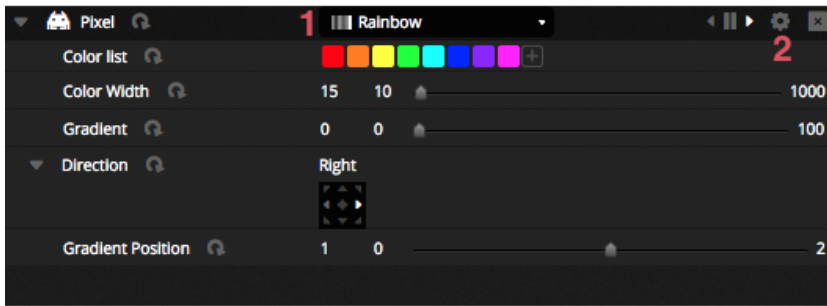 Pixel 1 Rainbow
2
Color list
Color Width 15 10 1000
Gradient 0 0 100
Direction Right
Gradient Position 1 0 2